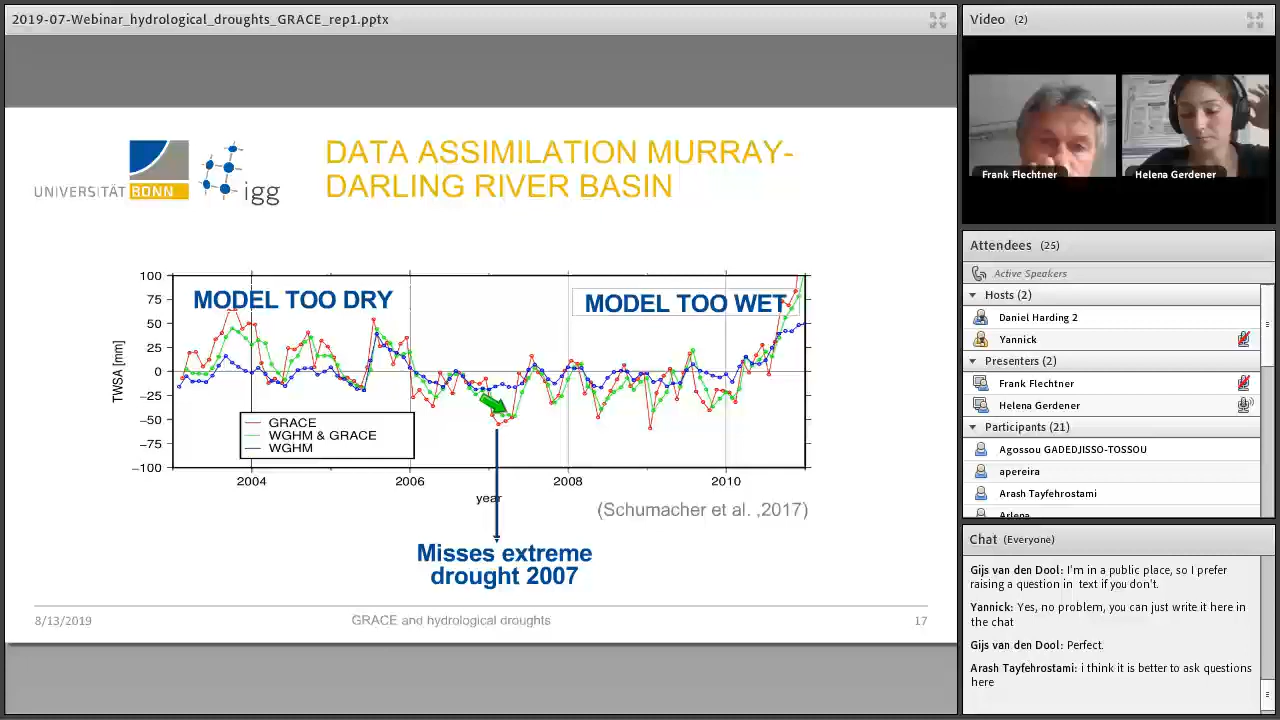 2019-07-Webinar_hydrological_droughts_GRACE_rep1.pptx
UNIVERSITÄT BONN
igg
DATA ASSIMILATION MURRAY-
DARLING RIVER BASIN
MODEL TOO DRY
MODEL TOO WET
TWSA [mm]
100
75
50
25
0
−25
−50
−75
−100
GRACE
WGHM & GRACE
WGHM
2004
2006
2008
2010
year
(Schumacher et al. ,2017)
Misses extreme
drought 2007
8/13/2019
GRACE and hydrological droughts
17
Video (2)
Frank Flechtner
Helena Gerdener
Attendees (25)
Active Speakers
Hosts (2)
Daniel Harding 2
Yannick
Presenters (2)
Frank Flechtner
Helena Gerdener
Participants (21)
Agossou GADEDJISSO-TOSSOU
apereira
Arash Tayfehrostami
Arlena
Chat (Everyone)
Gijs van den Dool: I'm in a public place, so I prefer
raising a question in text if you don't.
Yannick: Yes, no problem, you can just write it here in
the chat
Gijs van den Dool: Perfect.
Arash Tayfehrostami: i think it is better to ask questions
here